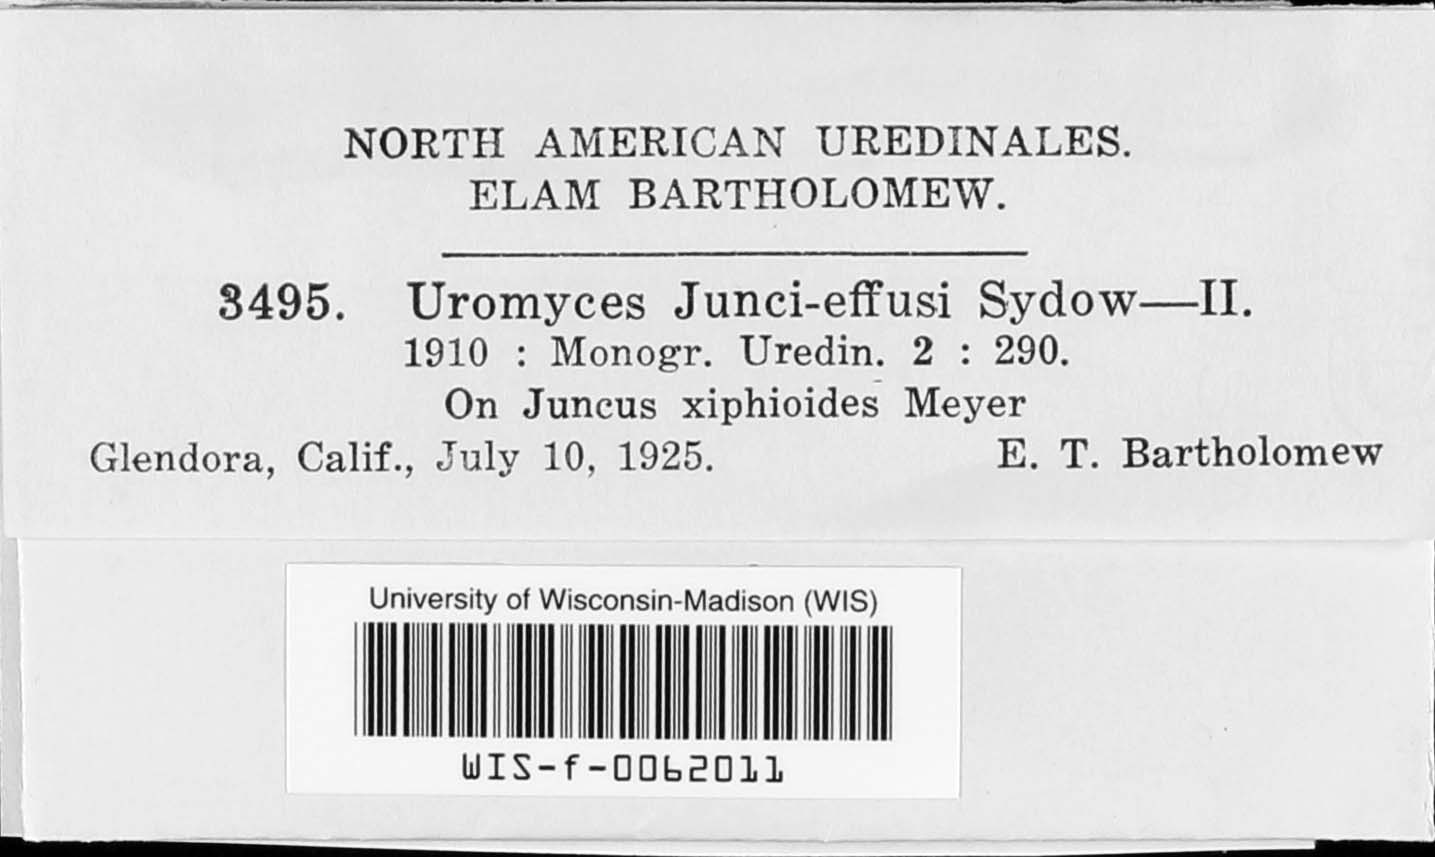 NORTH AMERICAN UREDINALES.
ELAM BARTHOLOMEW.
3495. Uromyces Junci-effusi Sydow—II.
1910 : Monogr. Uredin. 2 : 290.
On Juncus xiphioides Meyer
Glendora, Calif., July 10, 1925. E. T. Bartholomew
University of Wisconsin-Madison (WIS)
WIS-f-0062011